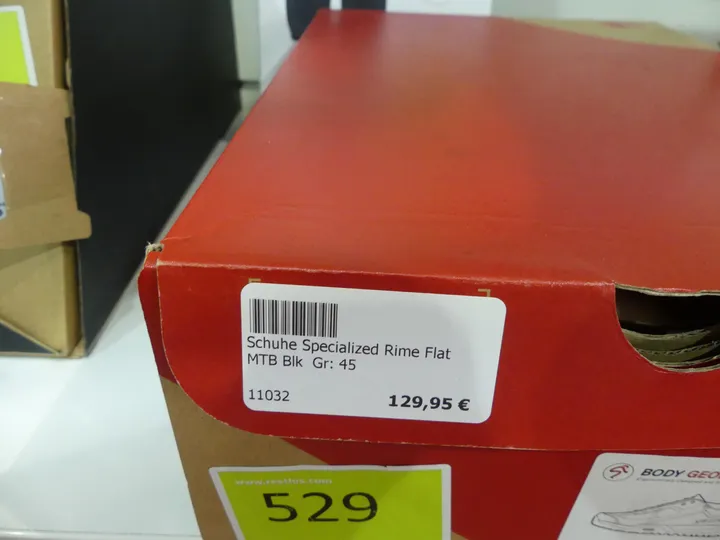 Schuhe Specialized Rime Flat
MTB Blk Gr: 45
11032
129,95 €
529
BODY GEO